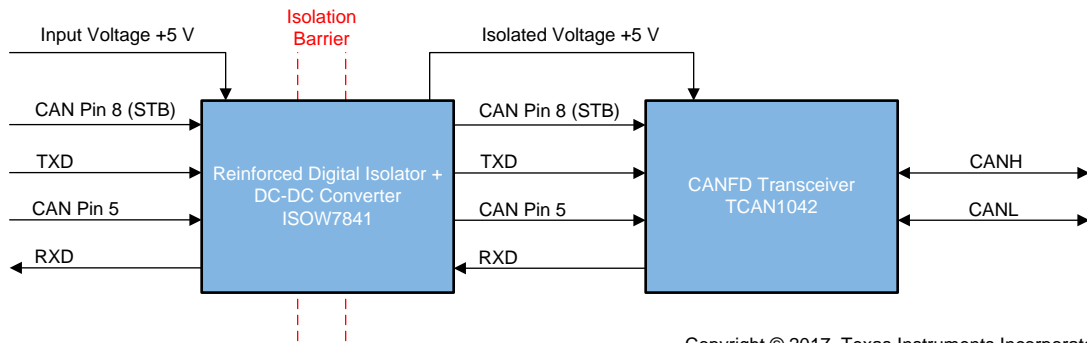 Isolation
Barrier
Input Voltage +5 V
Isolated Voltage +5 V
CAN Pin 8 (STB)
CAN Pin 8 (STB)
TXD
TXD
CAN Pin 5
CAN Pin 5
RXD
RXD
Reinforced Digital Isolator +
DC-DC Converter
ISOW7841
CANFD Transceiver
TCAN1042
CANH
CANL
Copyright © 2017, Texas Instruments